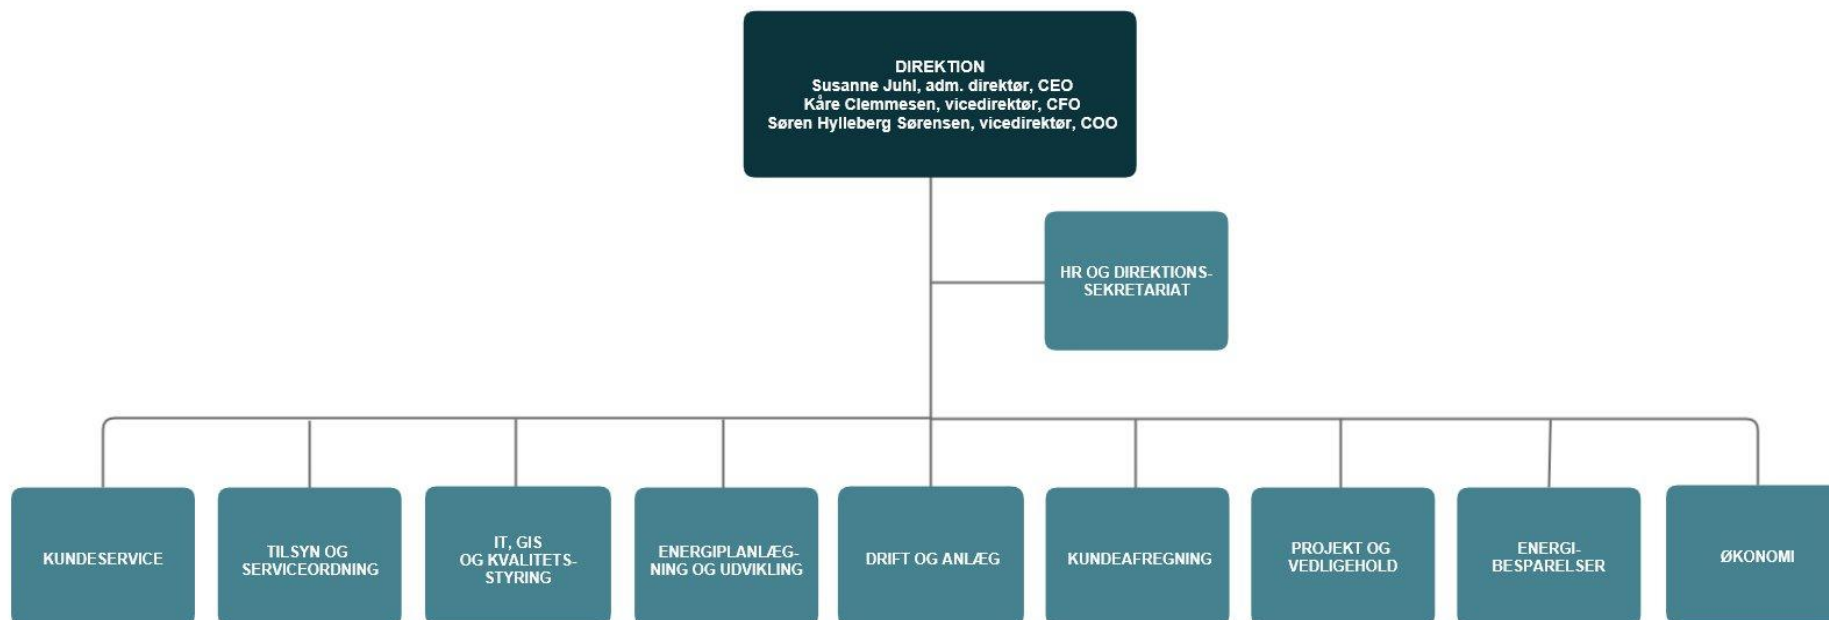 DIREKTION
Susanne Juhl, adm. direktør, CEO
Kåre Clemmesen, vicedirektør, CFO
Søren Hylleberg Sørensen, vicedirektør, COO
HR OG DIREKTIONS-
SEKRETARIAT
KUNDESERVICE
TILSYN OG
SERVICEORDNING
IT, GIS
OG KVALITETS-
STYRING
ENERGIPLANLÆG-
NING OG UDVIKLING
DRIFT OG ANLÆG
KUNDEAFREGNING
PROJEKT OG
VEDLIGEHOLD
ENERGI-
BESPARELSER
ØKONOMI